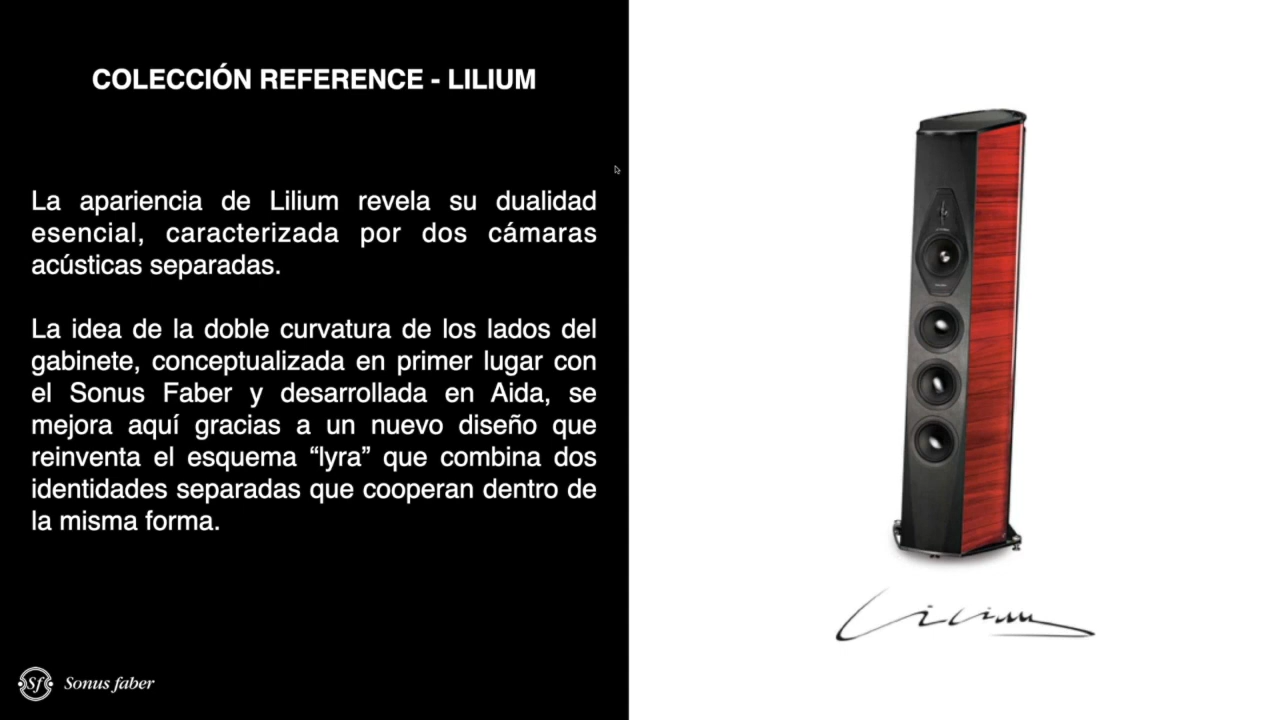 COLECCIÓN REFERENCE - LILIUM
La apariencia de Lilium revela su dualidad
esencial, caracterizada por dos cámaras
acústicas separadas.
La idea de la doble curvatura de los lados del
gabinete, conceptualizada en primer lugar con
el Sonus Faber y desarrollada en Aida, se
mejora aquí gracias a un nuevo diseño que
reinventa el esquema “lyra” que combina dos
identidades separadas que cooperan dentro de
la misma forma.
Lilium
Sf Sonus faber